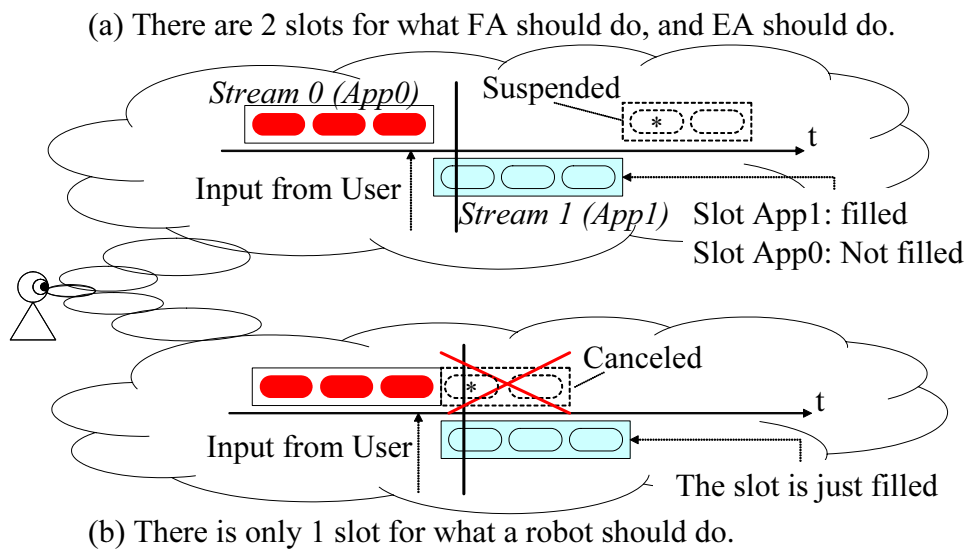 (a) There are 2 slots for what FA should do, and EA should do.
Stream 0 (App0)
Suspended
*
t
Input from User
Stream 1 (App1)
Slot App1: filled
Slot App0: Not filled
Canceled
*
t
Input from User
The slot is just filled
(b) There is only 1 slot for what a robot should do.